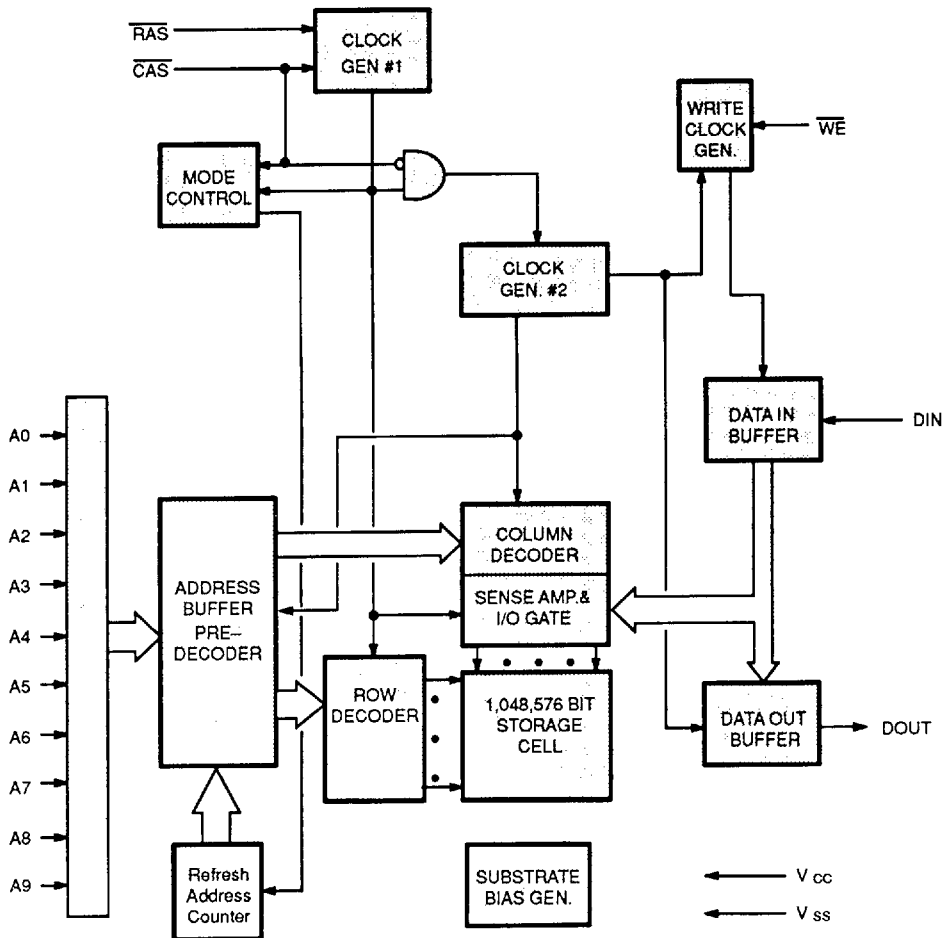 RAS
CAS
CLOCK
GEN #1
WRITE
CLOCK
GEN.
WE
MODE
CONTROL
CLOCK
GEN. #2
DATA IN
BUFFER
DIN
A0
A1
A2
A3
A4
A5
A6
A7
A8
A9
ADDRESS
BUFFER
PRE–
DECODER
COLUMN
DECODER
SENSE AMP.&
I/O GATE
ROW
DECODER
1,048,576 BIT
STORAGE
CELL
DATA OUT
BUFFER
DOUT
Refresh
Address
Counter
SUBSTRATE
BIAS GEN.
V CC
V SS